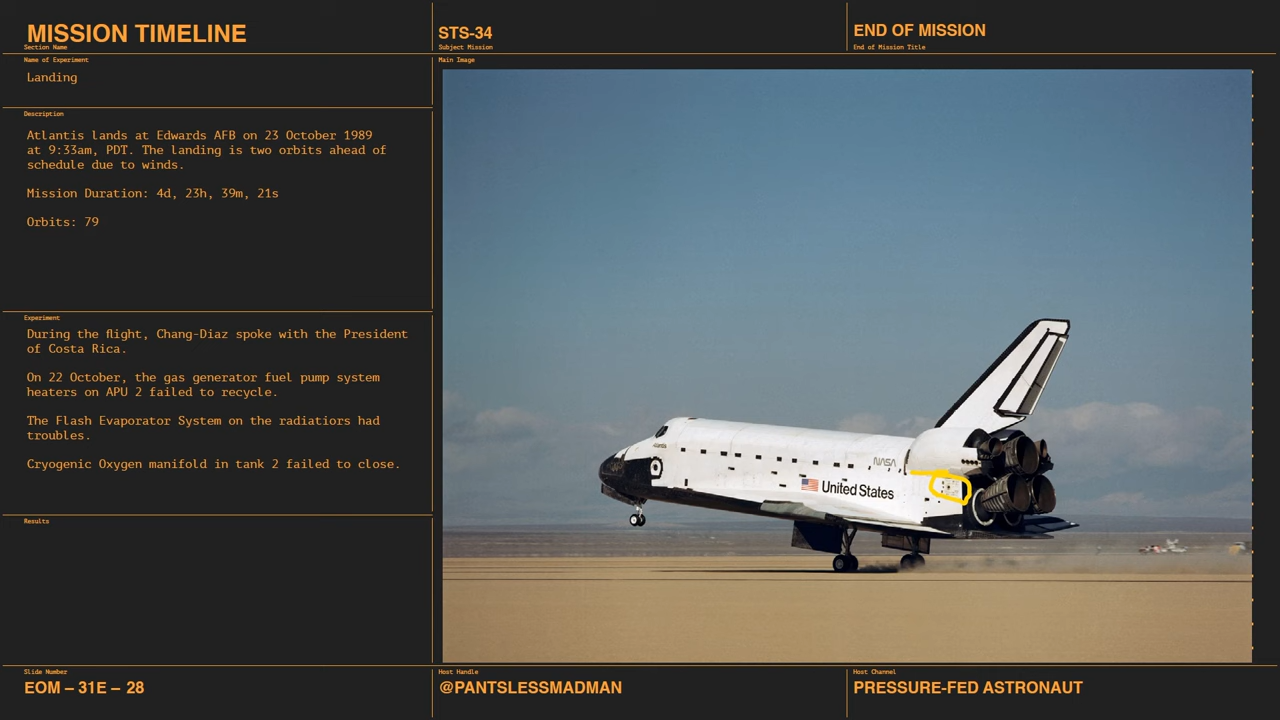 MISSION TIMELINE
Section Name
STS-34
Subject Mission
END OF MISSION
End of Mission Title
Name of Experiment
Landing
Description
Atlantis lands at Edwards AFB on 23 October 1989
at 9:33am, PDT. The landing is two orbits ahead of
schedule due to winds.
Mission Duration: 4d, 23h, 39m, 21s
Orbits: 79
Experiment
During the flight, Chang-Diaz spoke with the President
of Costa Rica.
On 22 October, the gas generator fuel pump system
heaters on APU 2 failed to recycle.
The Flash Evaporator System on the radiatiors had
troubles.
Cryogenic Oxygen manifold in tank 2 failed to close.
Results
Main Image
NASA
United States
Slide Number
EOM – 31E – 28
Host Handle
@PANTSLESSMADMAN
Host Channel
PRESSURE-FED ASTRONAUT